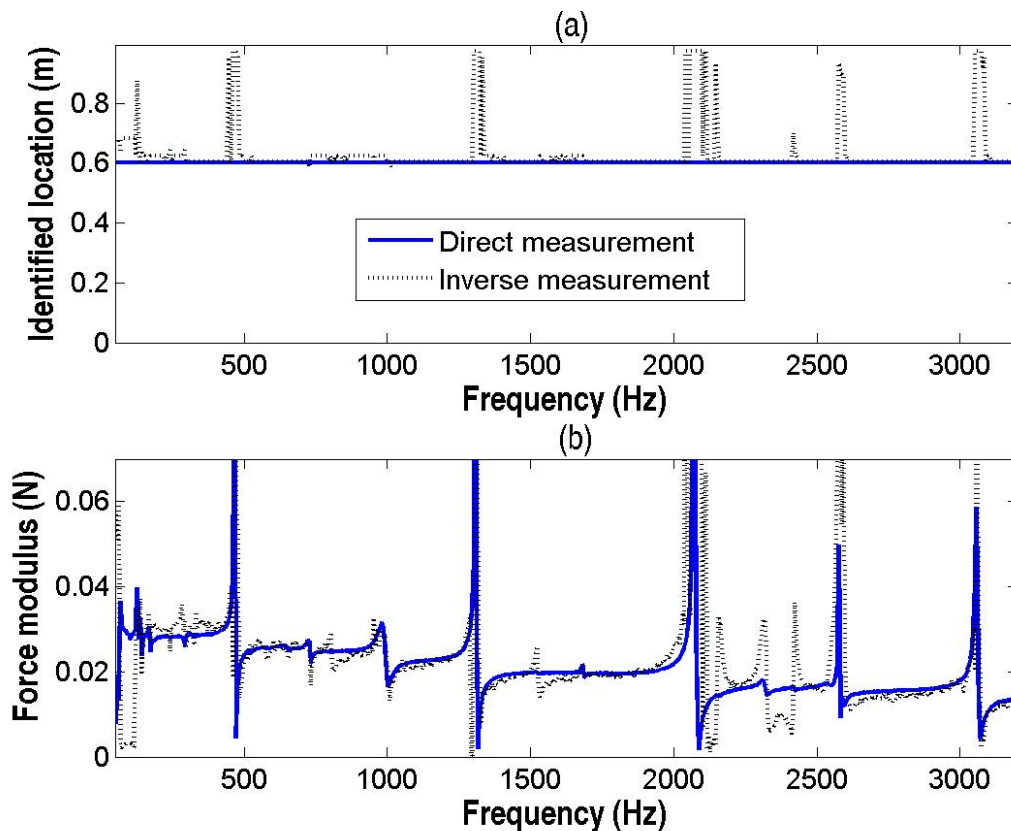 (a)
Identified location (m)
0.8
0.6
0.4
0.2
0
Direct measurement
Inverse measurement
500 1000 1500 2000 2500 3000
Frequency (Hz)
(b)
Force modulus (N)
0.06
0.04
0.02
0
500 1000 1500 2000 2500 3000
Frequency (Hz)